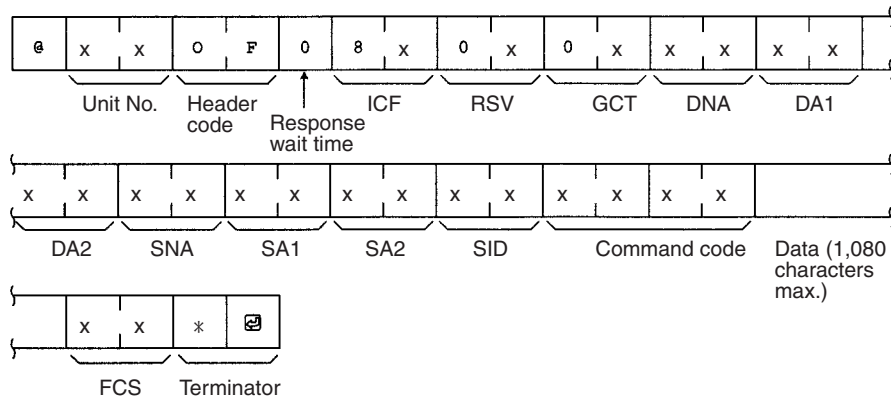 @ x x O F 0 8 x 0 x 0 x x x x x
Unit No. Header code Response wait time ICF RSV GCT DNA DA1
x x x x x x x x x x x x x x
DA2 SNA SA1 SA2 SID Command code Data (1,080 characters max.)
x x * ↵
FCS Terminator